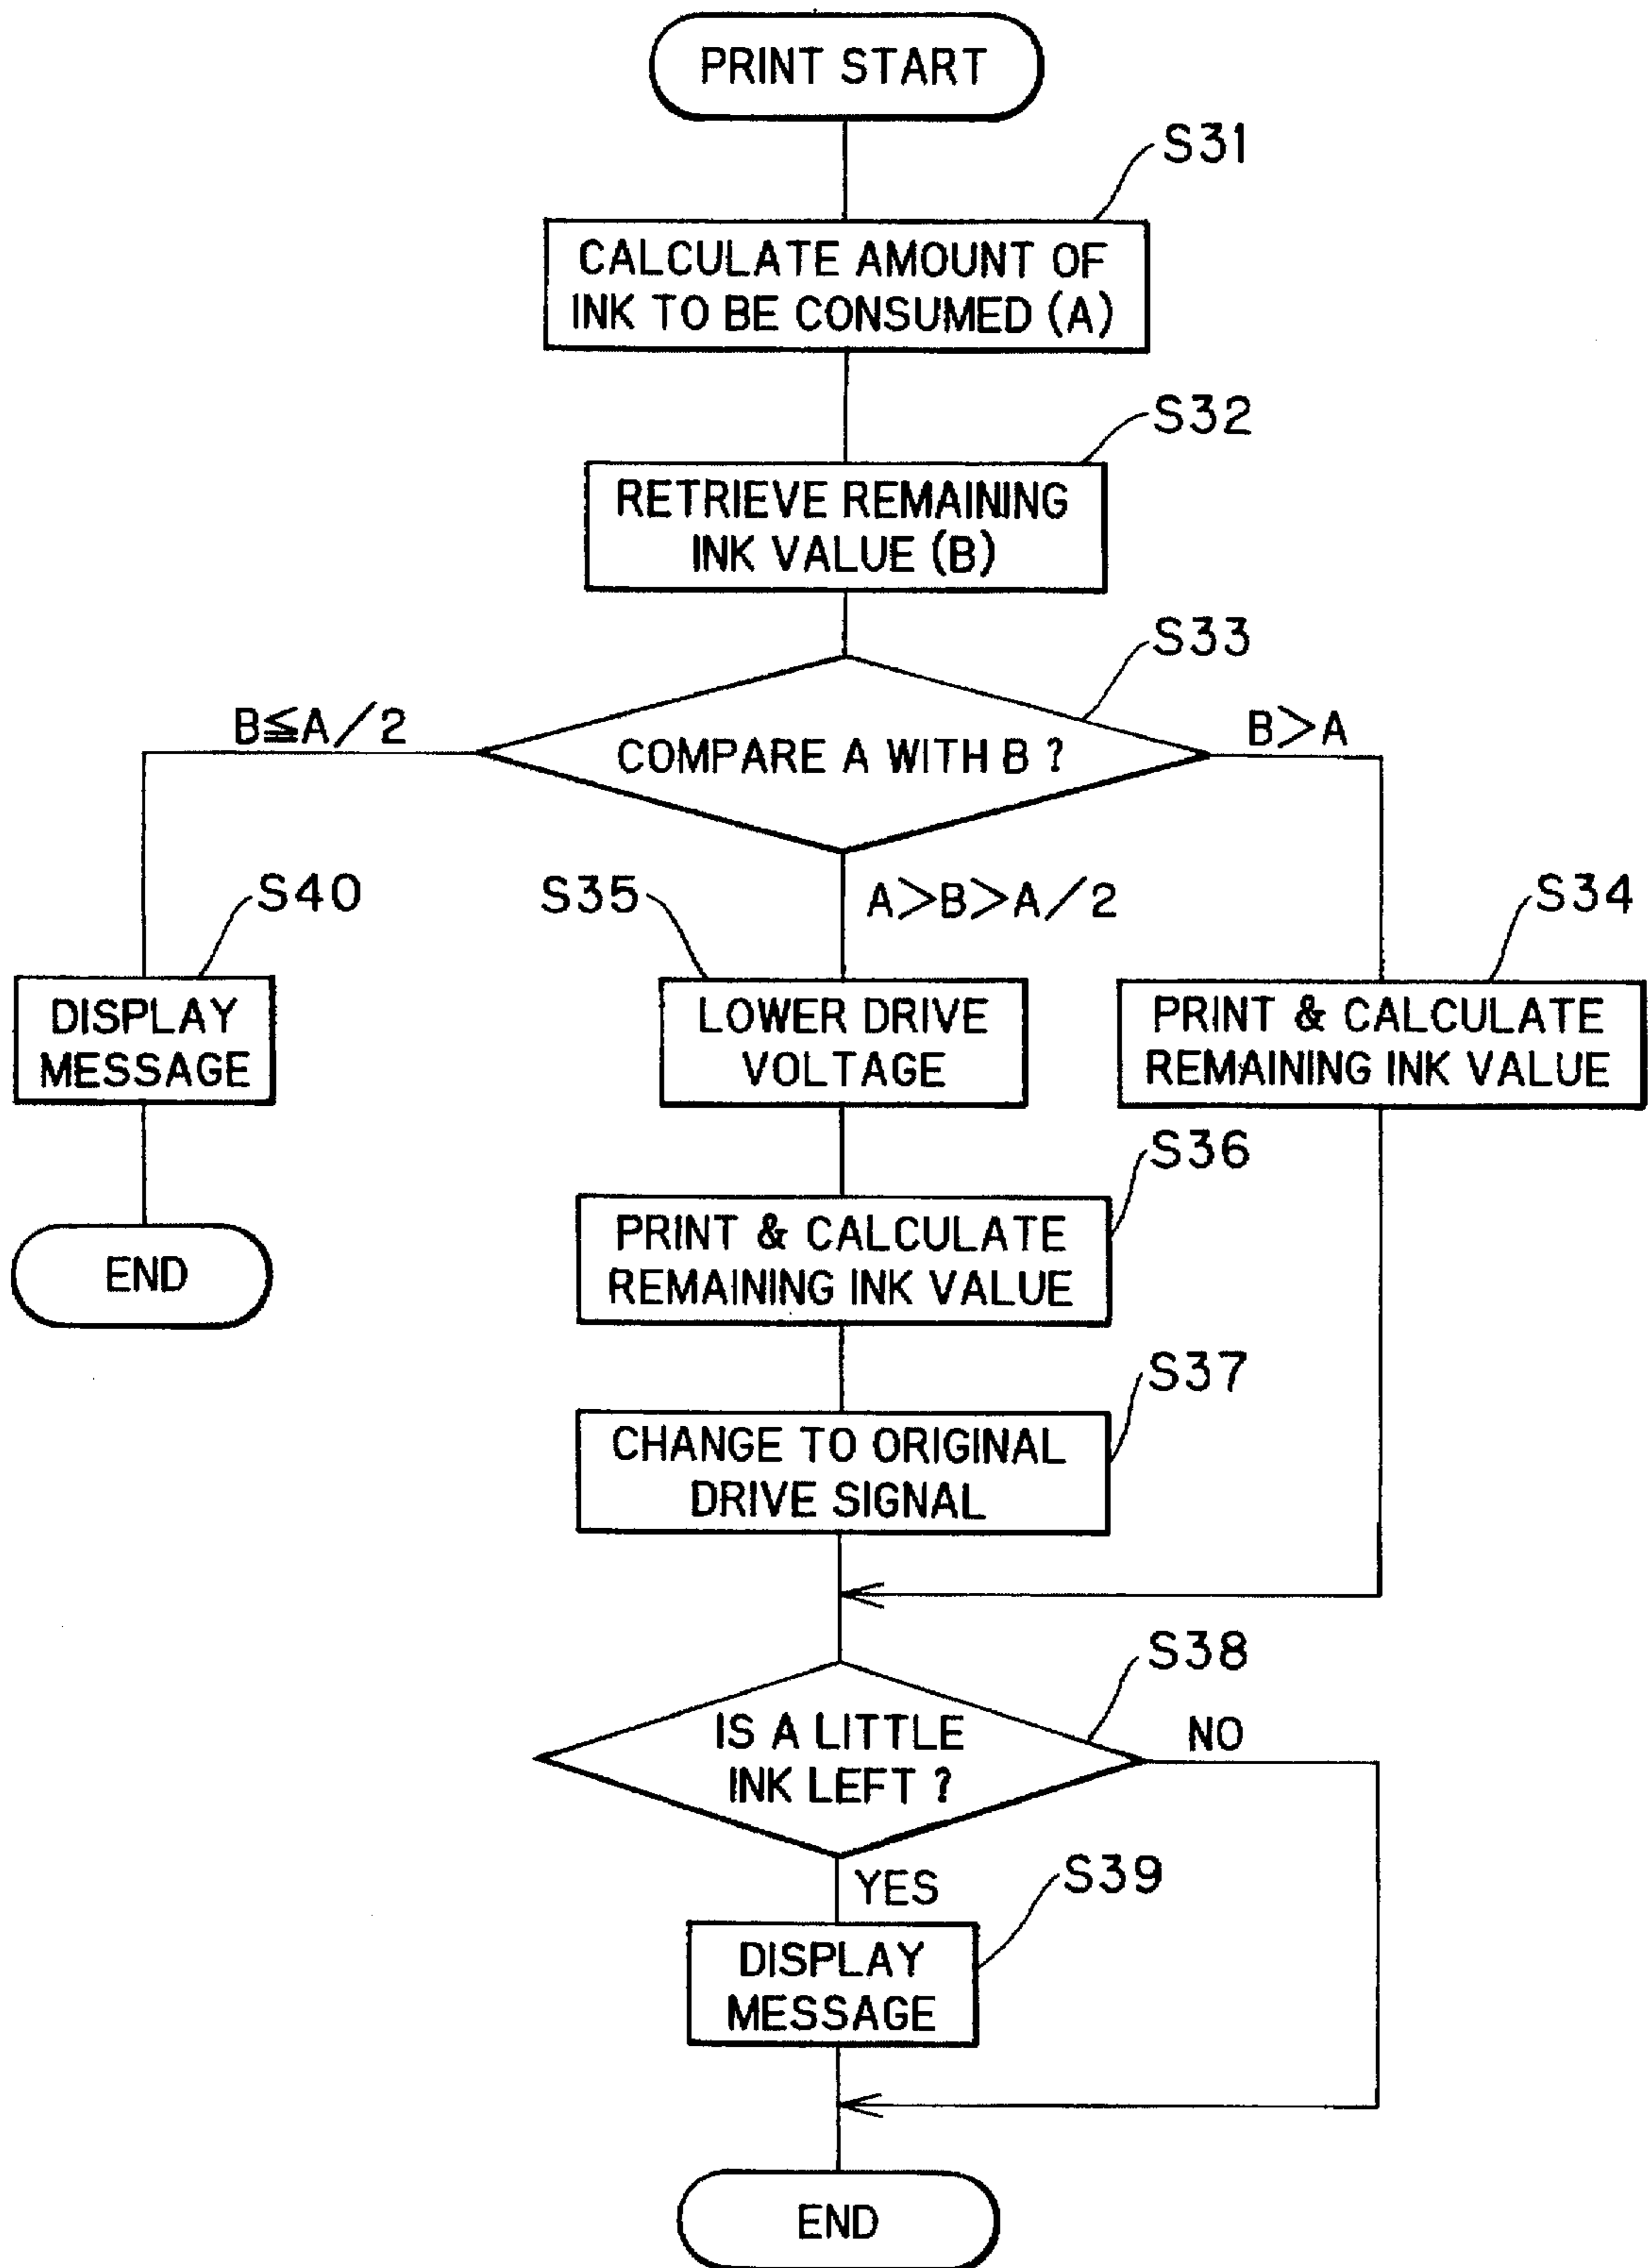 PRINT START
S31
CALCULATE AMOUNT OF
INK TO BE CONSUMED (A)
S32
RETRIEVE REMAINING
INK VALUE (B)
S33
B≦A/2
COMPARE A WITH B ?
B>A
S40
S35
A>B>A/2
S34
DISPLAY
MESSAGE
LOWER DRIVE
VOLTAGE
PRINT & CALCULATE
REMAINING INK VALUE
S36
PRINT & CALCULATE
REMAINING INK VALUE
END
S37
CHANGE TO ORIGINAL
DRIVE SIGNAL
S38
IS A LITTLE
INK LEFT ?
NO
YES
S39
DISPLAY
MESSAGE
END